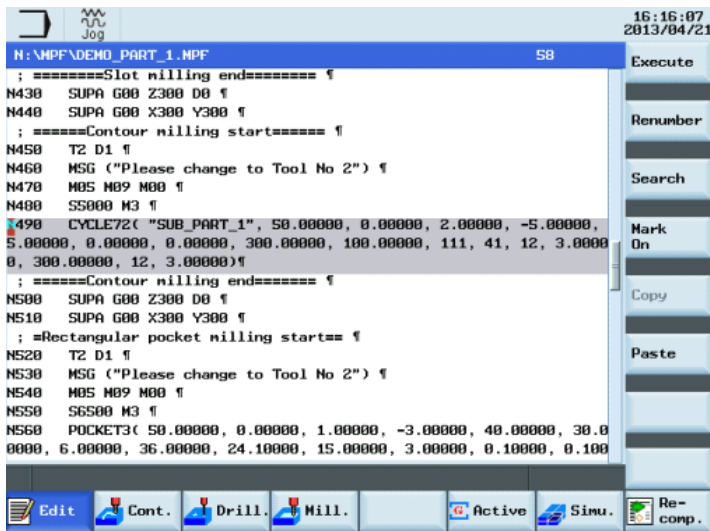 Jog
16:16:07
2013/04/21
N:\MPF\DEMO_PART_1.MPF 58
; ========Slot milling end======== ¶
N430 SUPA G00 Z300 D0 ¶
N440 SUPA G00 X300 Y300 ¶
; ======Contour milling start====== ¶
N450 T2 D1 ¶
N460 MSG ("Please change to Tool No 2") ¶
N470 M05 M09 M00 ¶
N480 S5000 M3 ¶
N490 CYCLE72( "SUB_PART_1", 50.00000, 0.00000, 2.00000, -5.00000,
5.00000, 0.00000, 0.00000, 300.00000, 100.00000, 111, 41, 12, 3.0000
0, 300.00000, 12, 3.00000)¶
; ======Contour milling end======= ¶
N500 SUPA G00 Z300 D0 ¶
N510 SUPA G00 X300 Y300 ¶
; =Rectangular pocket milling start== ¶
N520 T2 D1 ¶
N530 MSG ("Please change to Tool No 2") ¶
N540 M05 M09 M00 ¶
N550 S6500 M3 ¶
N560 POCKET3( 50.00000, 0.00000, 1.00000, -3.00000, 40.00000, 30.0
0000, 6.00000, 36.00000, 24.10000, 15.00000, 3.00000, 0.10000, 0.100
Execute
Renumber
Search
Mark
On
Copy
Paste
Edit
Cont.
Drill.
Mill.
G Active
Simu.
Re-
comp.